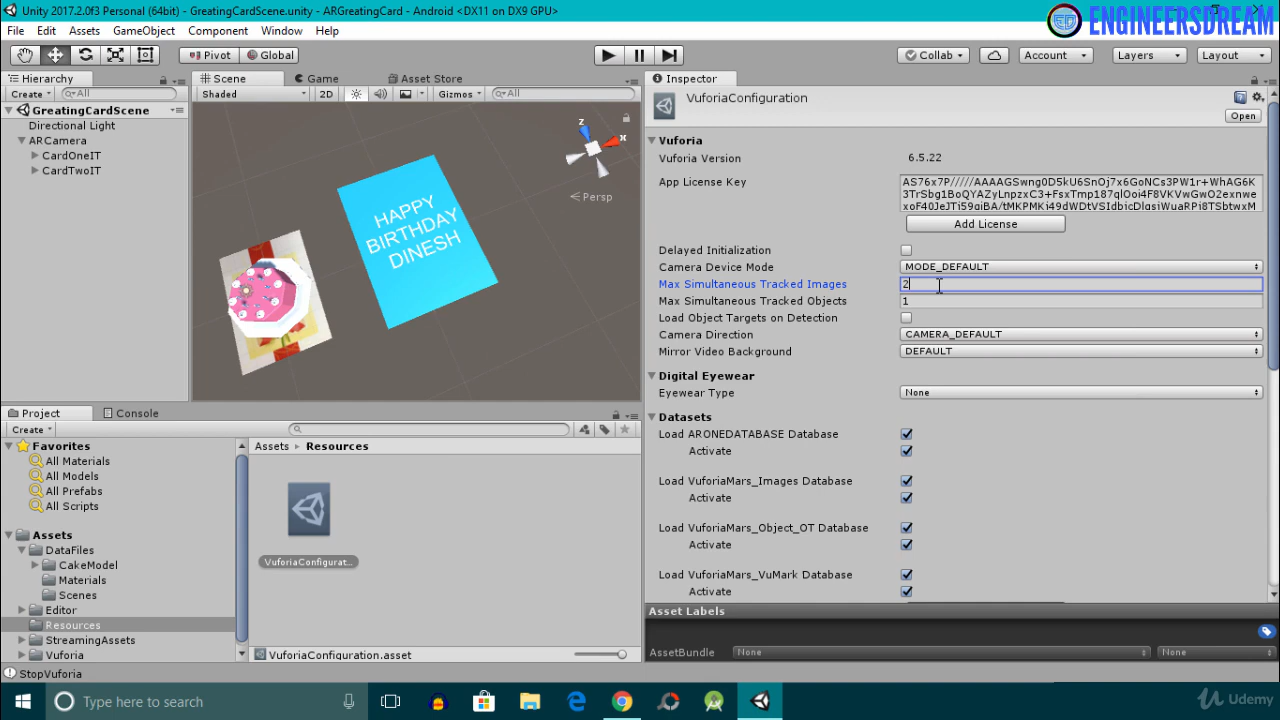 Unity 2017.2.0f3 Personal (64bit) - GreatingCardScene.unity - ARGreatingCard - Android <DX11 on DX9 GPU>
ENGINEERSDREAM
File Edit Assets GameObject Component Window Help
Pivot Global Collab Account Layers Layout
Hierarchy
Create All
GreatingCardScene
Directional Light
ARCamera
CardOneIT
CardTwoIT
Scene Game Asset Store
Shaded 2D Gizmos All
z
x
Persp
HAPPY
BIRTHDAY
DINESH
Inspector
VuforiaConfiguration
Open
Vuforia
Vuforia Version 6.5.22
App License Key
Add License
Delayed Initialization
Camera Device Mode MODE_DEFAULT
Max Simultaneous Tracked Images 2
Max Simultaneous Tracked Objects 1
Load Object Targets on Detection
Camera Direction CAMERA_DEFAULT
Mirror Video Background DEFAULT
Digital Eyewear
Eyewear Type None
Datasets
Load ARONEDATABASE Database
Activate
Load VuforiaMars_Images Database
Activate
Load VuforiaMars_Object_OT Database
Activate
Load VuforiaMars_VuMark Database
Activate
Asset Labels
AssetBundle None None
Project Console
Create
Favorites
All Materials
All Models
All Prefabs
All Scripts
Assets
DataFiles
CakeModel
Materials
Scenes
Editor
Resources
StreamingAssets
Vuforia
Assets Resources
VuforiaConfigurat...
VuforiaConfiguration.asset
StopVuforia
Type here to search
Udemy